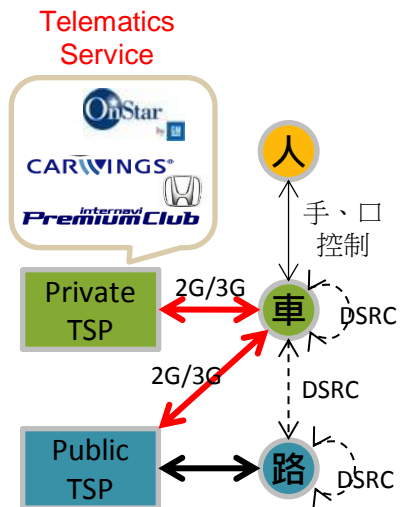 Telematics
Service
OnStar
by GM
CARWINGS®
internavi
PremiumClub
人
手、口
控制
Private
TSP
2G/3G
車
DSRC
2G/3G
DSRC
Public
TSP
路
DSRC